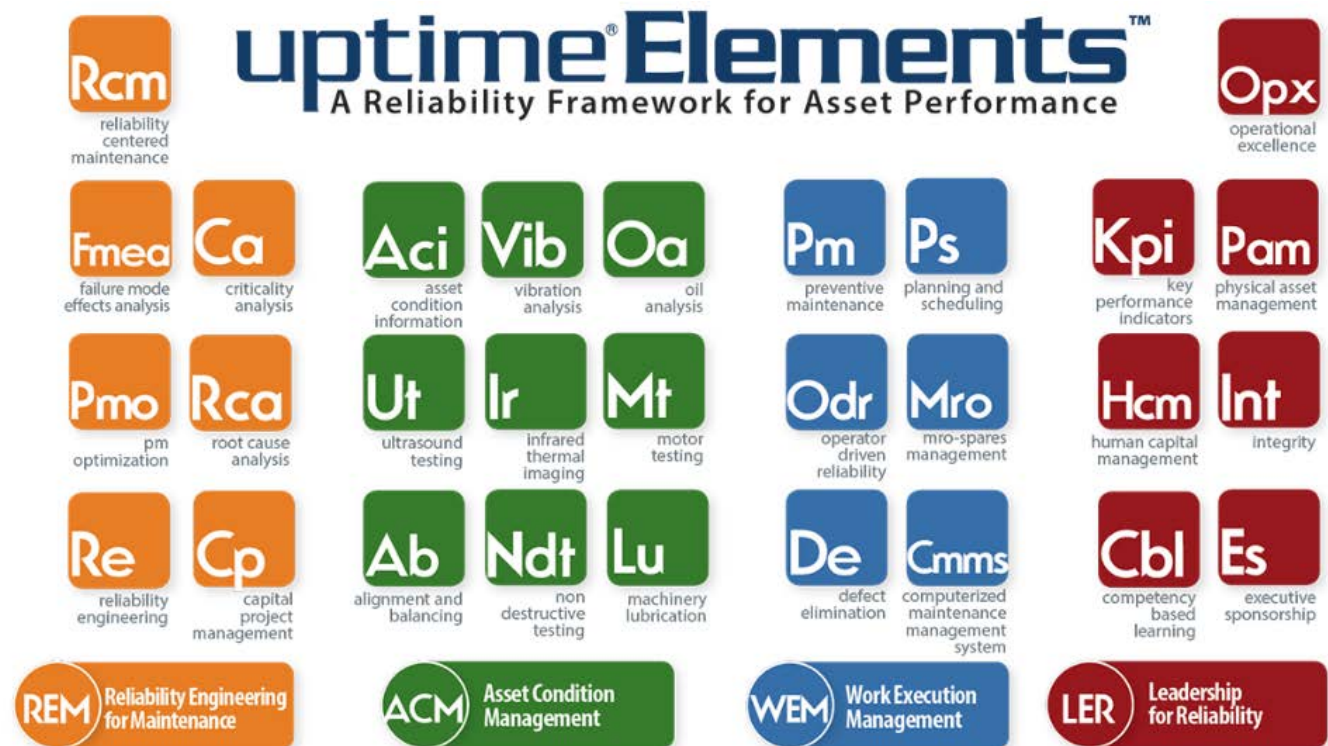 uptime® Elements™
A Reliability Framework for Asset Performance
Rcm
reliability
centered
maintenance
Opx
operational
excellence
Fmea
failure mode
effects analysis
Ca
criticality
analysis
Aci
asset
condition
information
Vib
vibration
analysis
Oa
oil
analysis
Pm
preventive
maintenance
Ps
planning and
scheduling
Kpi
key
performance
indicators
Pam
physical asset
management
Pmo
pm
optimization
Rca
root cause
analysis
Ut
ultrasound
testing
Ir
infrared
thermal
imaging
Mt
motor
testing
Odr
operator
driven
reliability
Mro
mro-spares
management
Hcm
human capital
management
Int
integrity
Re
reliability
engineering
Cp
capital
project
management
Ab
alignment and
balancing
Ndt
non
destructive
testing
Lu
machinery
lubrication
De
defect
elimination
Cmms
computerized
maintenance
management
system
Cbl
competency
based
learning
Es
executive
sponsorship
REM
Reliability Engineering
for Maintenance
ACM
Asset Condition
Management
WEM
Work Execution
Management
LER
Leadership
for Reliability